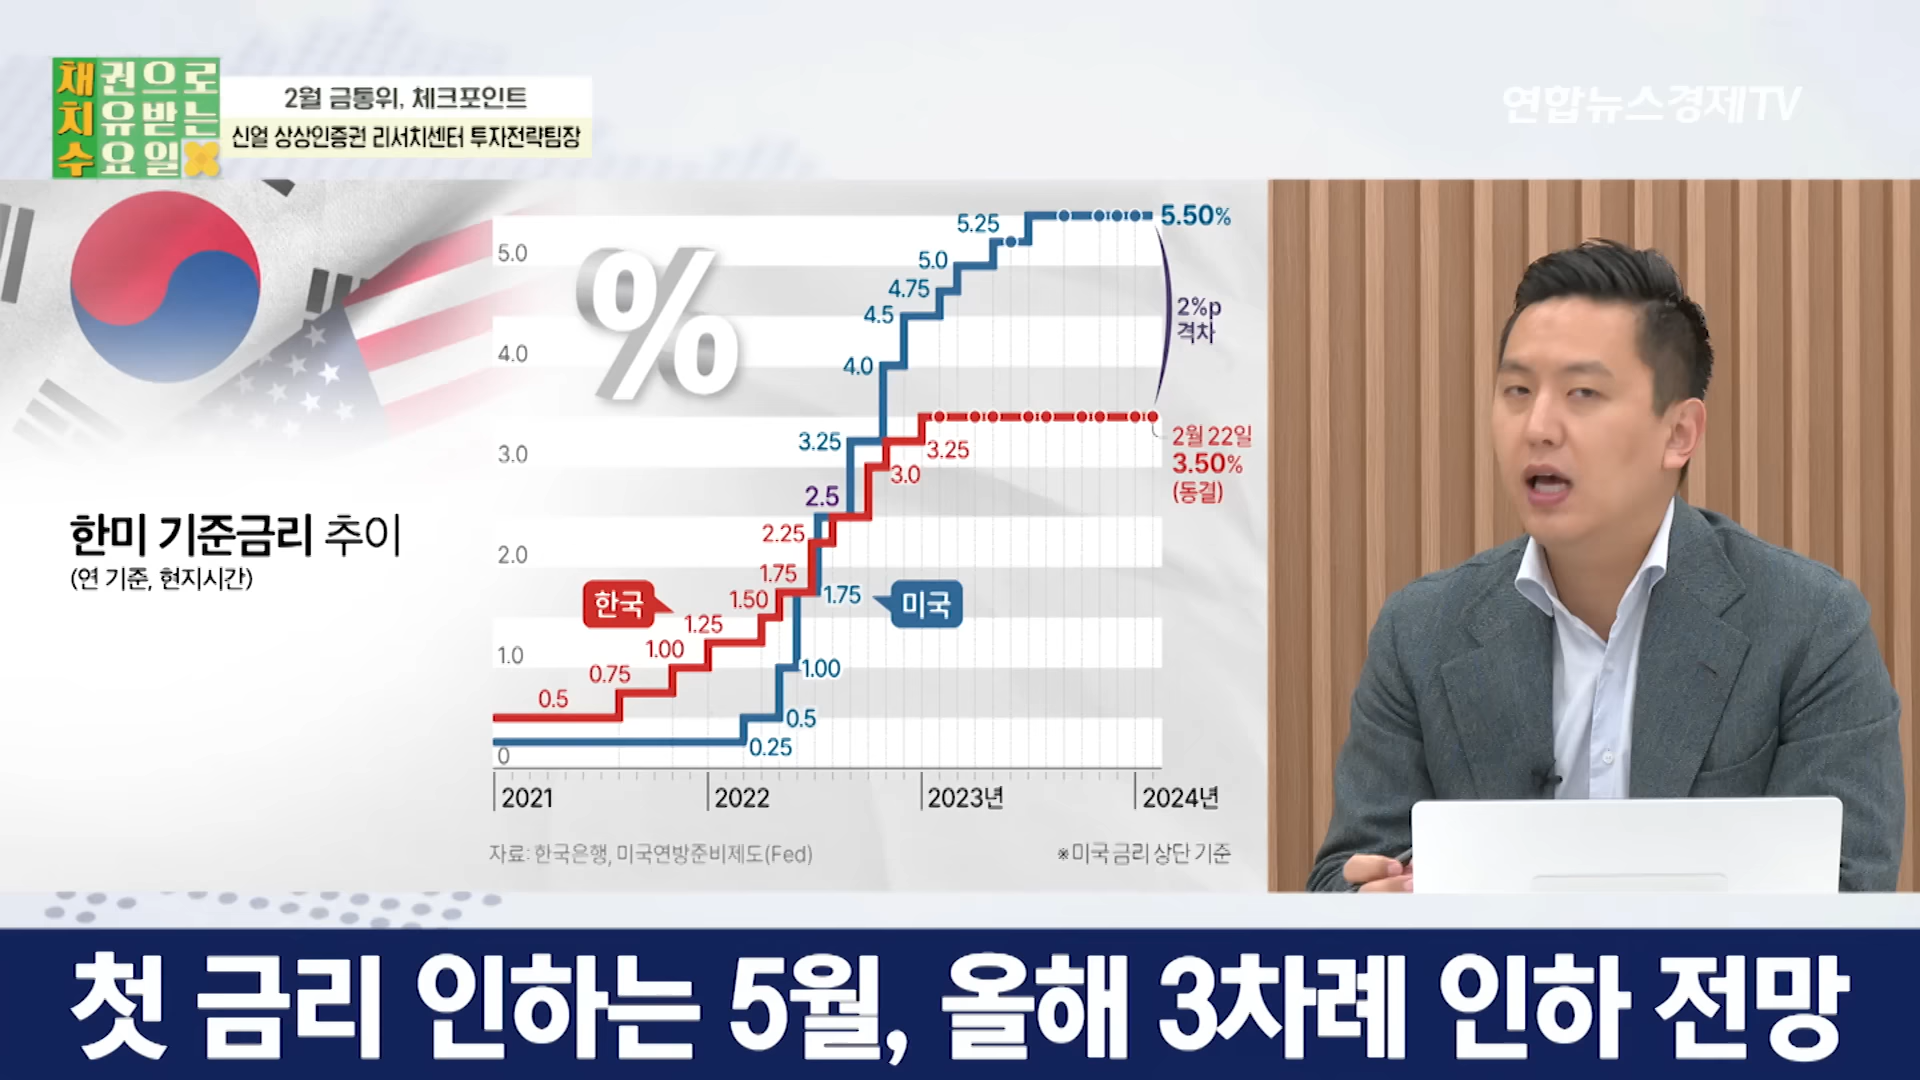 채권으로
치유받는
수요일
2월 금통위, 체크포인트
신얼 상상인증권 리서치센터 투자전략팀장
연합뉴스경제TV
한미 기준금리 추이
(연 기준, 현지시간)
%
5.0
4.0
3.0
2.0
1.0
0
한국
0.5
0.75
1.00
1.25
1.50
1.75
2.25
2.5
3.0
3.25
2월 22일
3.50%
(동결)
미국
0.25
0.5
1.00
1.75
3.25
4.0
4.5
4.75
5.0
5.25
5.50%
2%p
격차
2021
2022
2023년
2024년
자료: 한국은행, 미국연방준비제도(Fed)
※미국 금리 상단 기준
첫 금리 인하는 5월, 올해 3차례 인하 전망